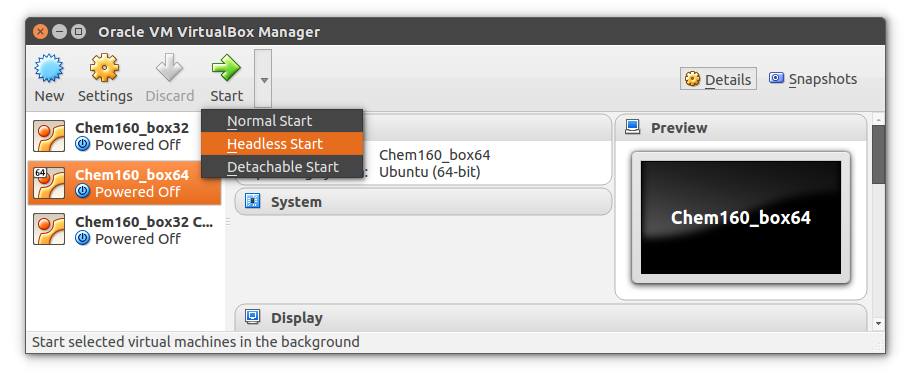 Oracle VM VirtualBox Manager
New Settings Discard Start
Details Snapshots
Normal Start
Headless Start
Detachable Start
Chem160_box32
Powered Off
64
Chem160_box64
Powered Off
Chem160_box32 C...
Powered Off
Chem160_box64
Ubuntu (64-bit)
System
Display
Preview
Chem160_box64
Start selected virtual machines in the background